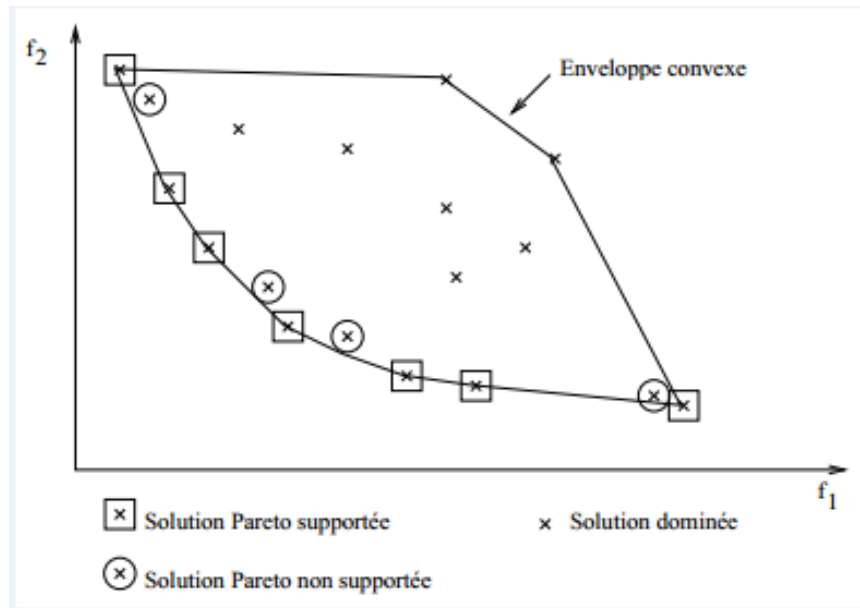 f2
Enveloppe convexe
f1
Solution Pareto supportée
Solution dominée
Solution Pareto non supportée